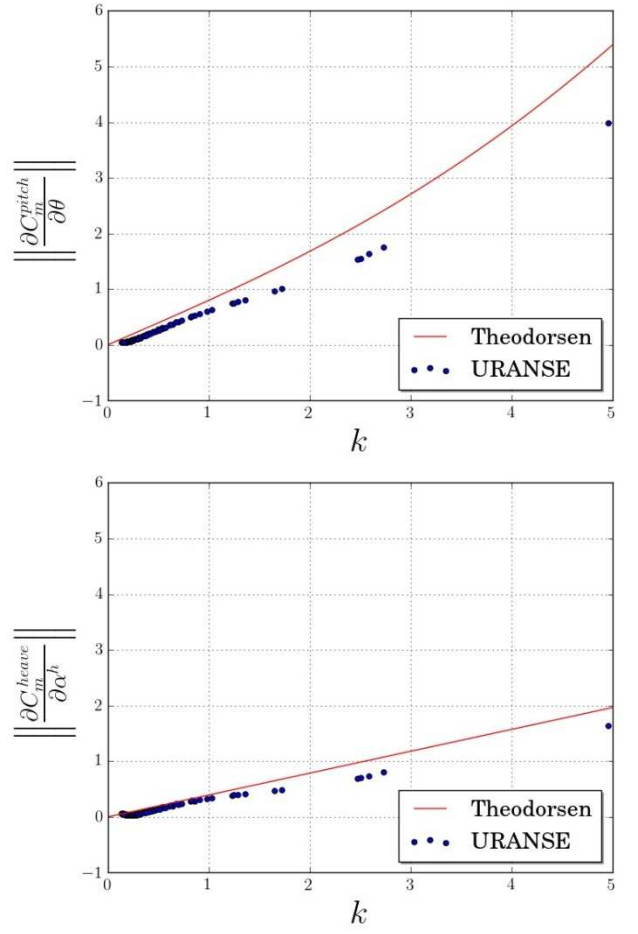 6
5
4
3
2
1
0
−1
‖∂C_m^{pitch}/∂θ‖
0 1 2 3 4 5
k
Theodorsen
URANSE
6
5
4
3
2
1
0
−1
‖∂C_m^{heave}/∂α^h‖
0 1 2 3 4 5
k
Theodorsen
URANSE